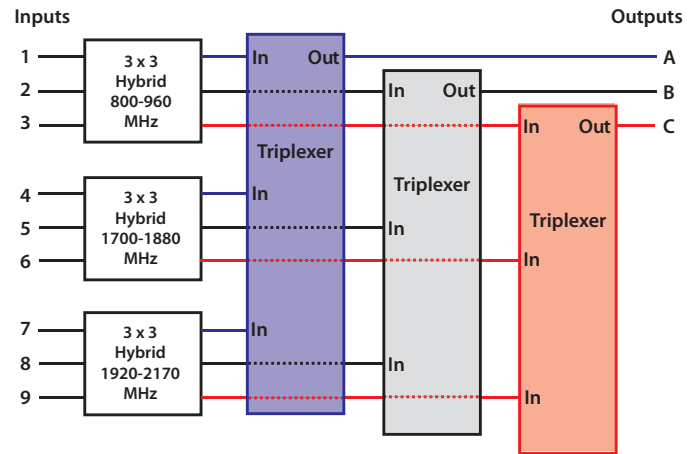 Inputs
Outputs
1
2
3
3 x 3
Hybrid
800-960
MHz
In Out
A
In Out
B
In Out
C
Triplexer
Triplexer
Triplexer
4
5
6
3 x 3
Hybrid
1700-1880
MHz
In
In
In
7
8
9
3 x 3
Hybrid
1920-2170
MHz
In
In
In